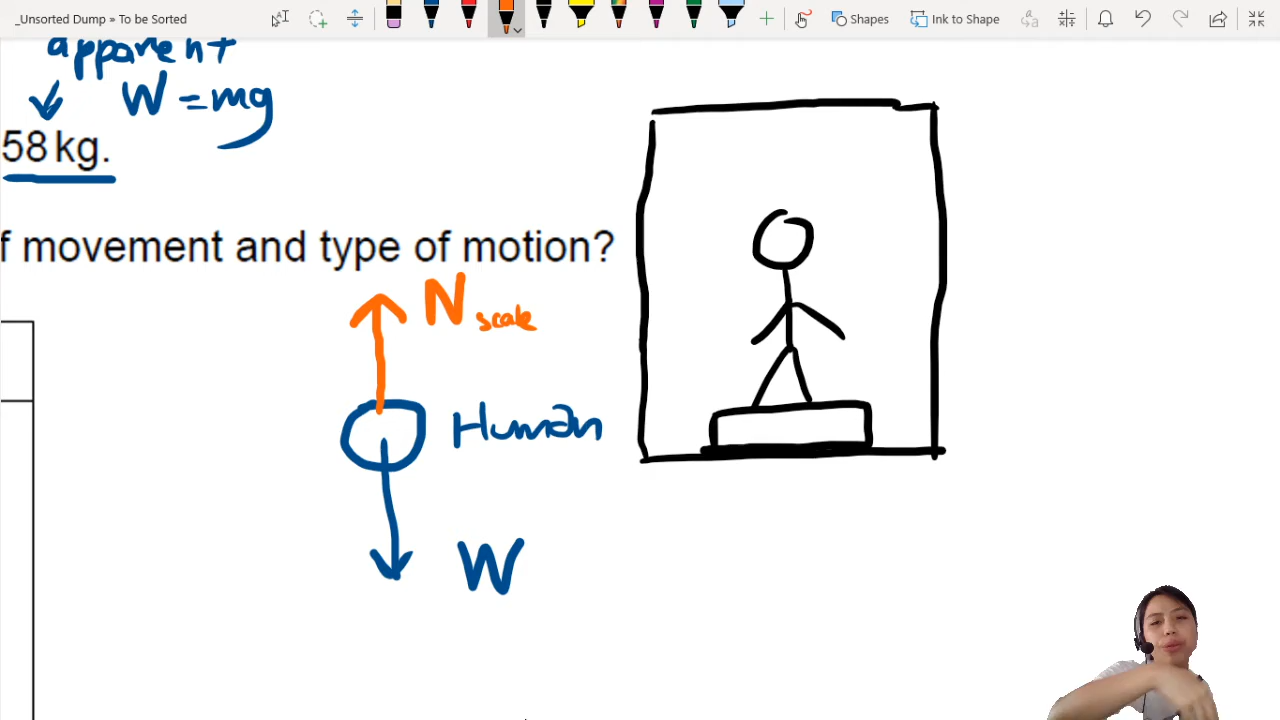 _Unsorted Dump » To be Sorted
Shapes
Ink to Shape
apparent
W = mg
58 kg.
f movement and type of motion?
N scale
Human
W